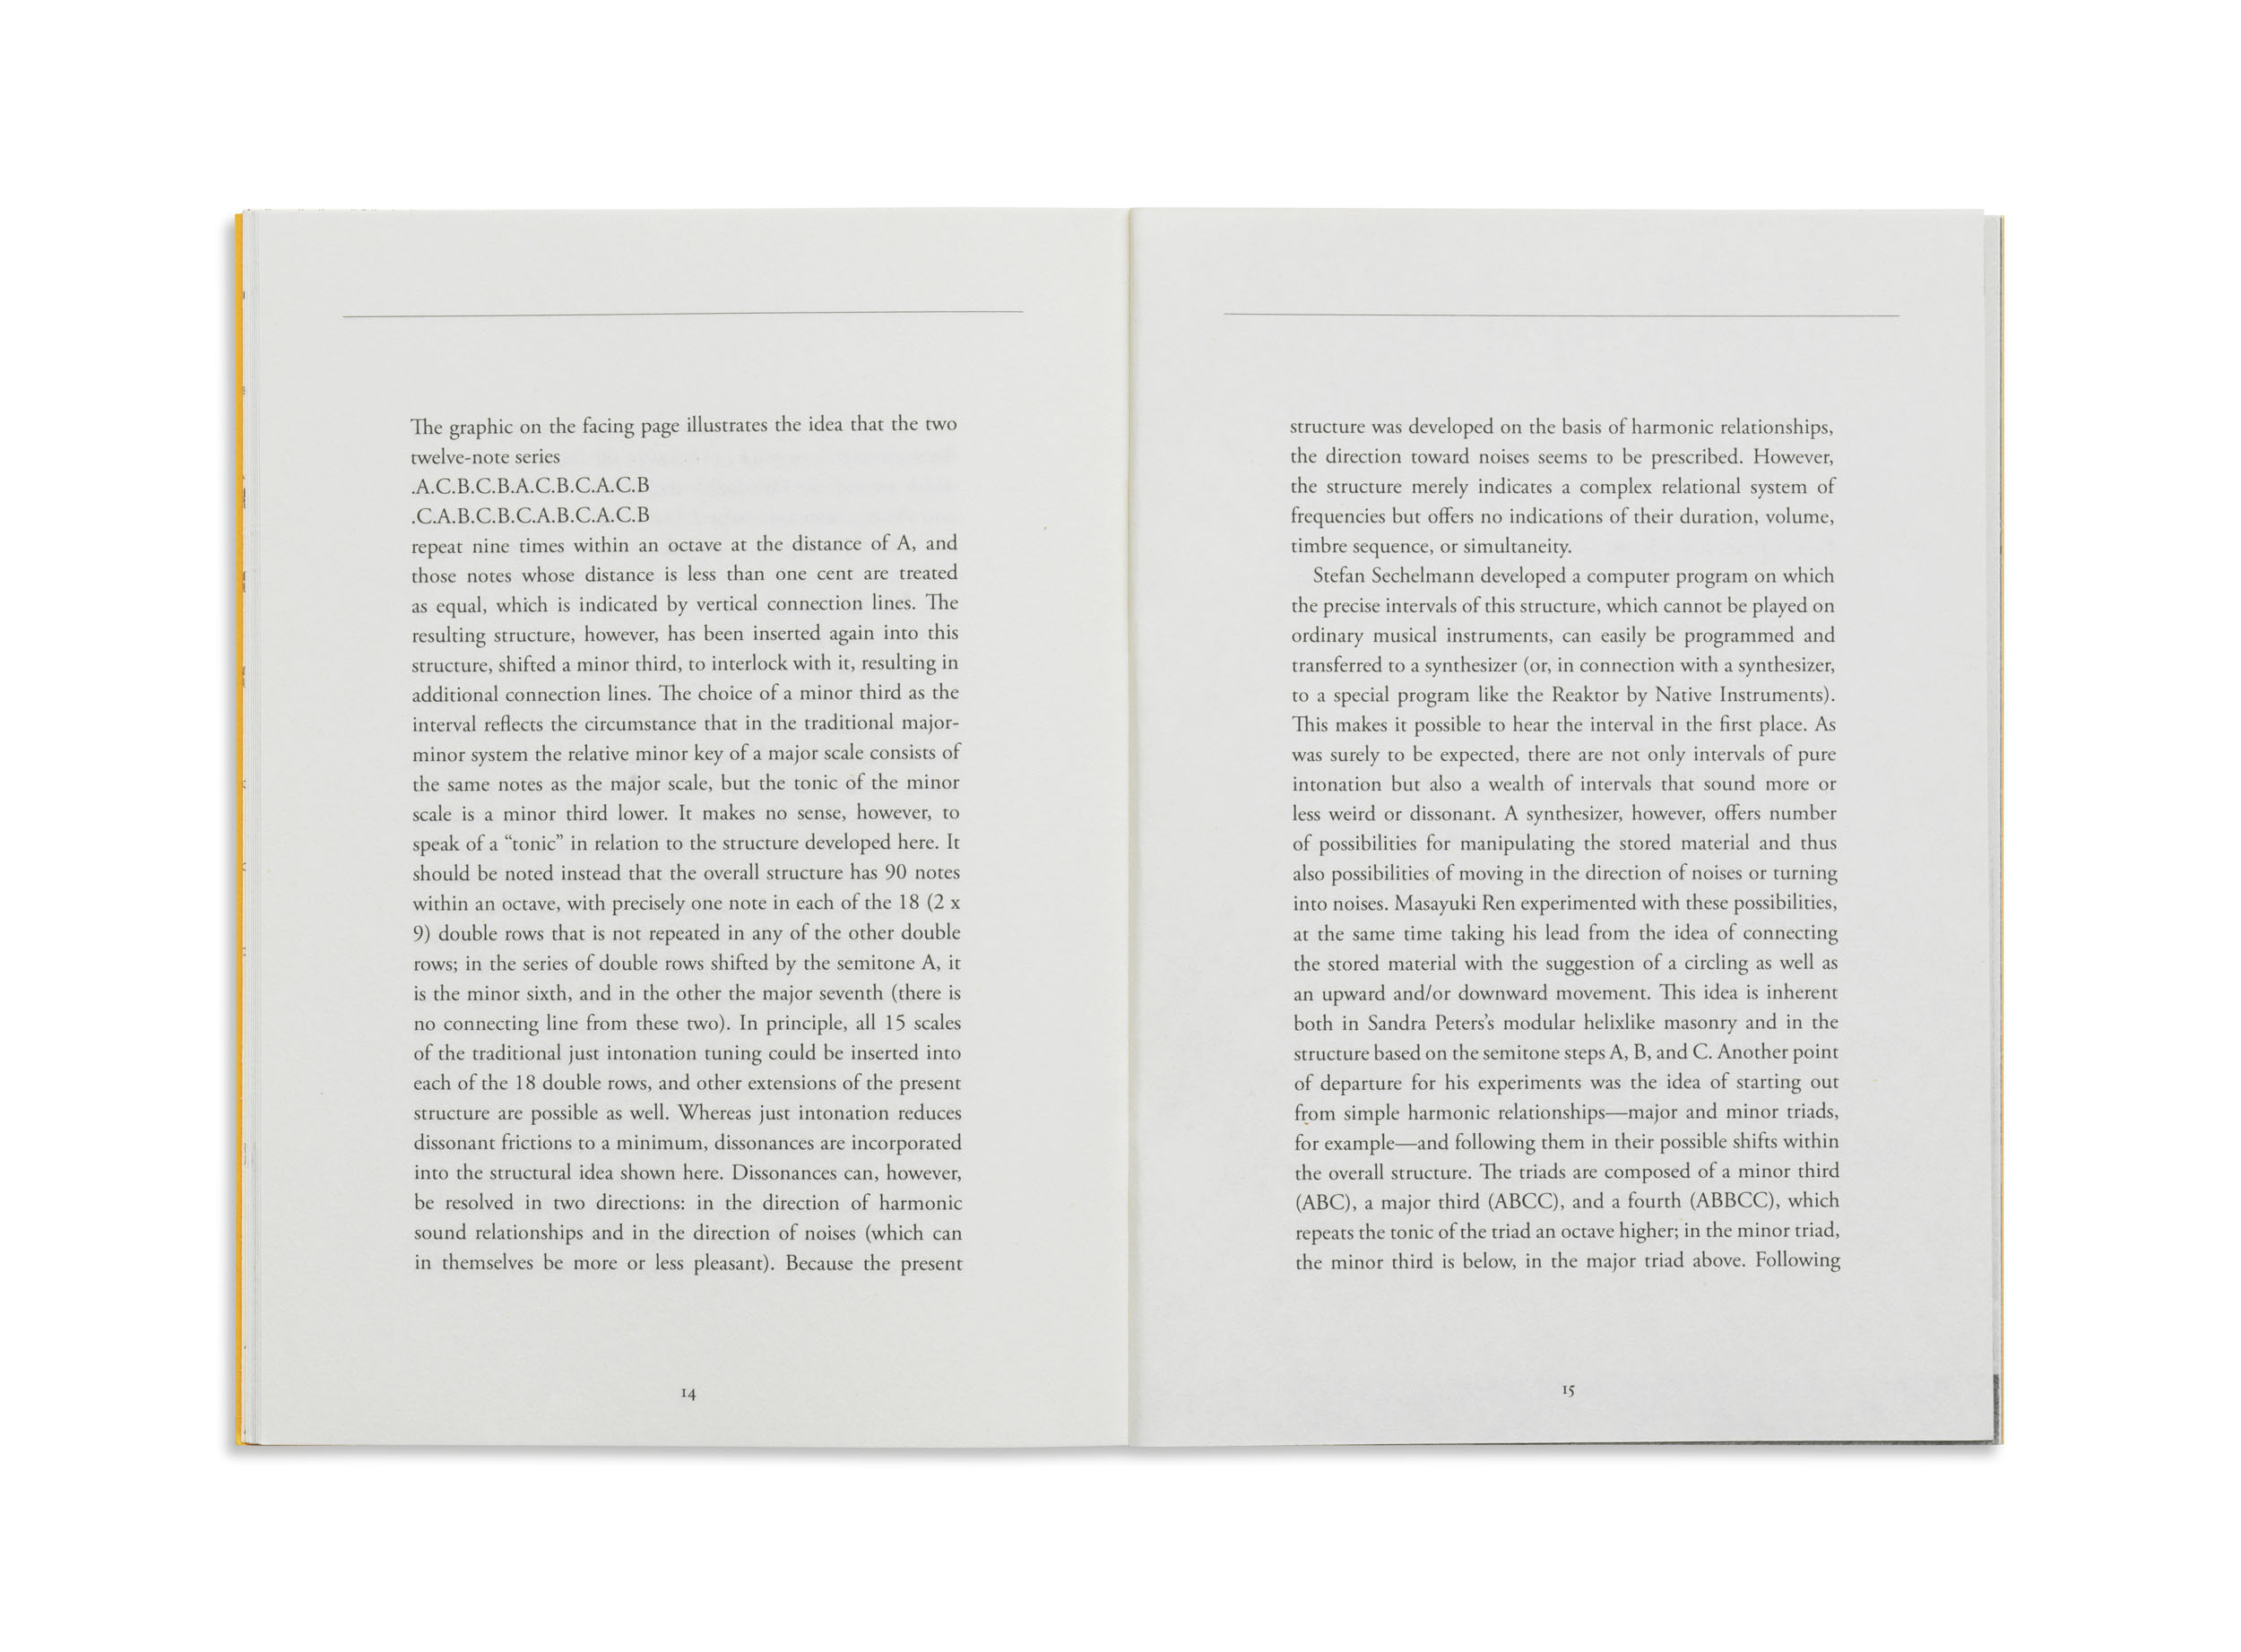 The graphic on the facing page illustrates the idea that the two
twelve-note series
.A.C.B.C.B.A.C.B.C.A.C.B
.C.A.B.C.B.C.A.B.C.A.C.B
repeat nine times within an octave at the distance of A, and
those notes whose distance is less than one cent are treated
as equal, which is indicated by vertical connection lines. The
resulting structure, however, has been inserted again into this
structure, shifted a minor third, to interlock with it, resulting in
additional connection lines. The choice of a minor third as the
interval reflects the circumstance that in the traditional major-
minor system the relative minor key of a major scale consists of
the same notes as the major scale, but the tonic of the minor
scale is a minor third lower. It makes no sense, however, to
speak of a “tonic” in relation to the structure developed here. It
should be noted instead that the overall structure has 90 notes
within an octave, with precisely one note in each of the 18 (2 x
9) double rows that is not repeated in any of the other double
rows; in the series of double rows shifted by the semitone A, it
is the minor sixth, and in the other the major seventh (there is
no connecting line from these two). In principle, all 15 scales
of the traditional just intonation tuning could be inserted into
each of the 18 double rows, and other extensions of the present
structure are possible as well. Whereas just intonation reduces
dissonant frictions to a minimum, dissonances are incorporated
into the structural idea shown here. Dissonances can, however,
be resolved in two directions: in the direction of harmonic
sound relationships and in the direction of noises (which can
in themselves be more or less pleasant). Because the present
14
structure was developed on the basis of harmonic relationships,
the direction toward noises seems to be prescribed. However,
the structure merely indicates a complex relational system of
frequencies but offers no indications of their duration, volume,
timbre sequence, or simultaneity.
Stefan Sechelmann developed a computer program on which
the precise intervals of this structure, which cannot be played on
ordinary musical instruments, can easily be programmed and
transferred to a synthesizer (or, in connection with a synthesizer,
to a special program like the Reaktor by Native Instruments).
This makes it possible to hear the interval in the first place. As
was surely to be expected, there are not only intervals of pure
intonation but also a wealth of intervals that sound more or
less weird or dissonant. A synthesizer, however, offers number
of possibilities for manipulating the stored material and thus
also possibilities of moving in the direction of noises or turning
into noises. Masayuki Ren experimented with these possibilities,
at the same time taking his lead from the idea of connecting
the stored material with the suggestion of a circling as well as
an upward and/or downward movement. This idea is inherent
both in Sandra Peters’s modular helixlike masonry and in the
structure based on the semitone steps A, B, and C. Another point
of departure for his experiments was the idea of starting out
from simple harmonic relationships—major and minor triads,
for example—and following them in their possible shifts within
the overall structure. The triads are composed of a minor third
(ABC), a major third (ABCC), and a fourth (ABBCC), which
repeats the tonic of the triad an octave higher; in the minor triad,
the minor third is below, in the major triad above. Following
15